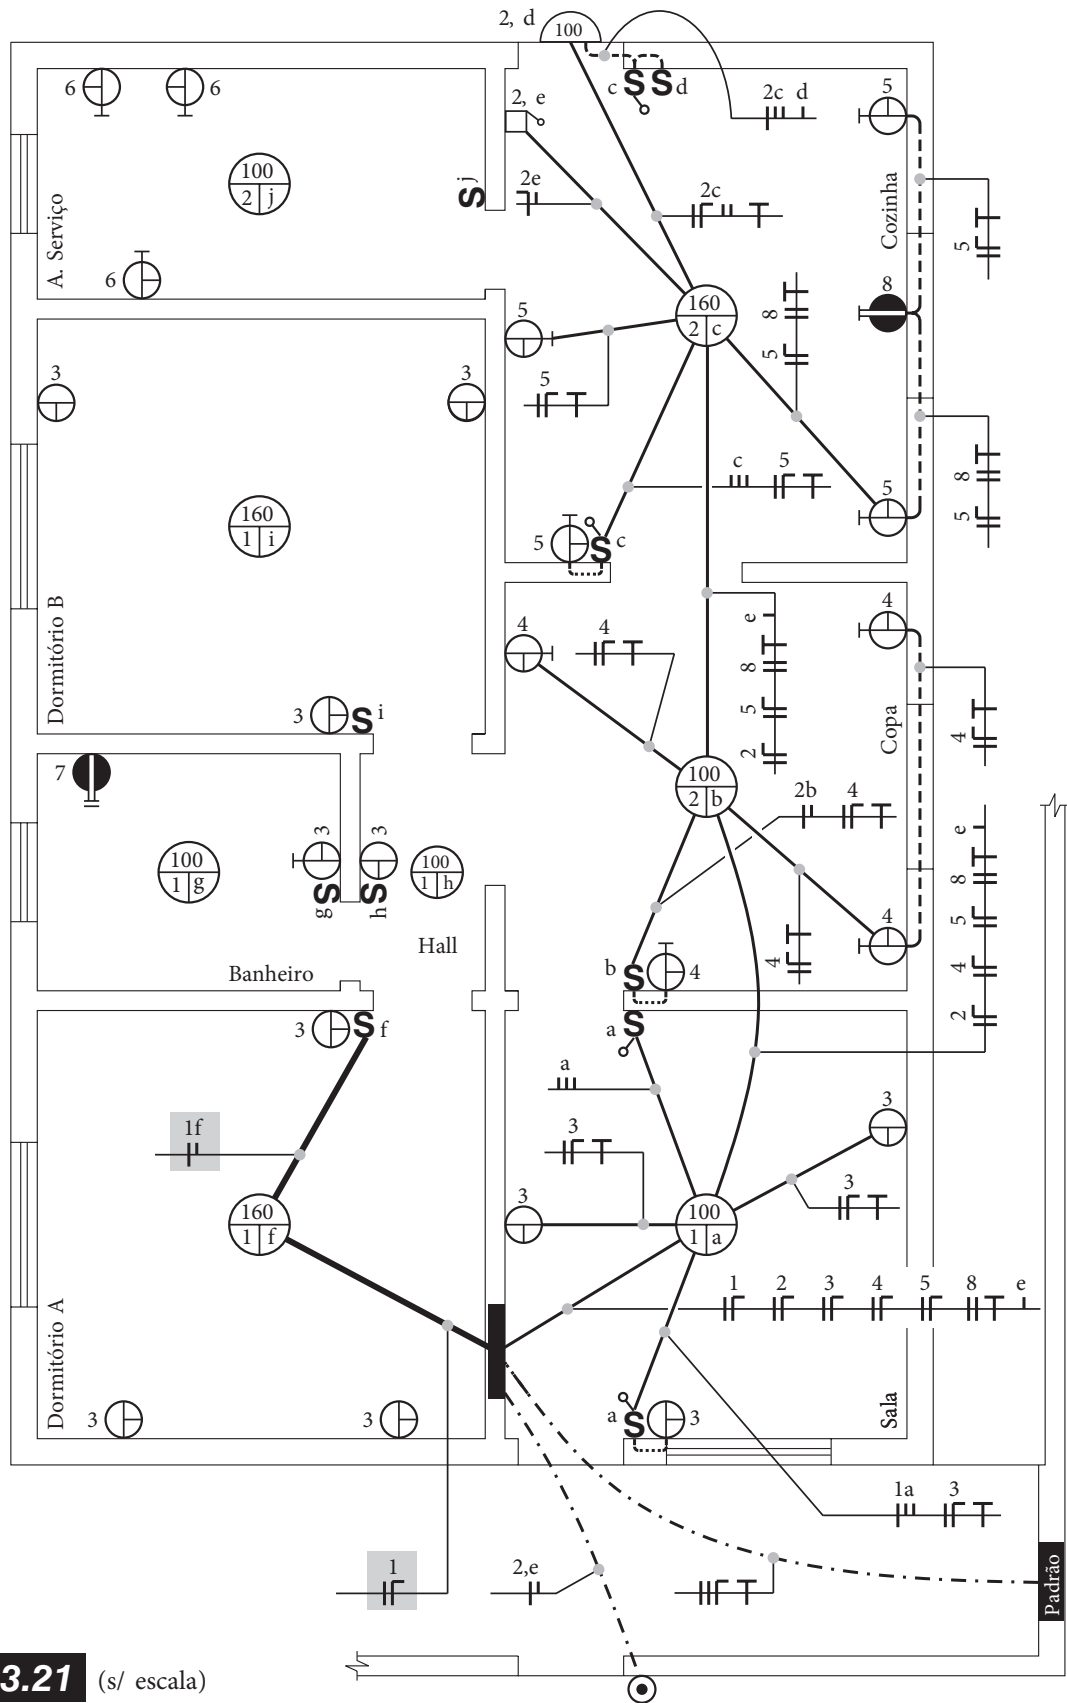 2, d
100
c
d
2c d
5
6
6
2, e
100
2 j
j
2e
2c
Cozinha
5
A. Serviço
6
8
5
160
2 c
8
5
5
3
3
c 5
8
5
5
160
1 i
5
c
4
4
4
e
8
5
2
Dormitório B
3
i
Copa
4
7
100
2 b
2b 4
e
8
5
4
2
3
3
100
1 g
100
1 h
g
h
Hall
4
4
Banheiro
b
4
3
f
a
a
3
1f
3
3
3
160
1 f
100
1 a
1 2 3 4 5 8 e
Dormitório A
3
3
a
3
Sala
1a 3
1
2,e
Padrão
3.21 (s/ escala)